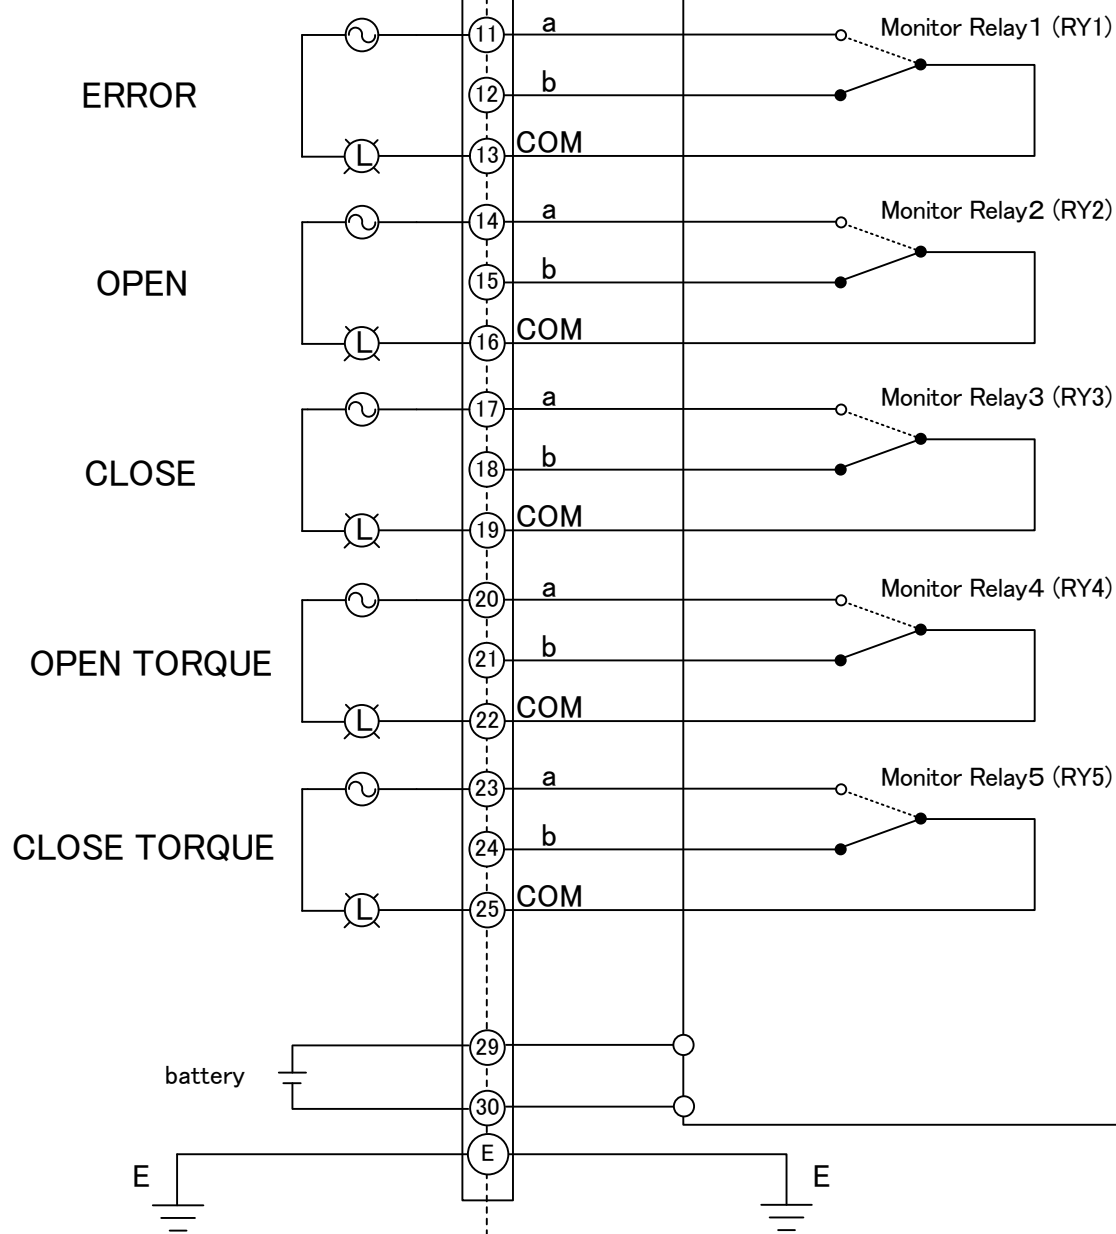 11 a Monitor Relay1 (RY1)
ERROR 12 b
L 13 COM
14 a Monitor Relay2 (RY2)
OPEN 15 b
L 16 COM
17 a Monitor Relay3 (RY3)
CLOSE 18 b
L 19 COM
20 a Monitor Relay4 (RY4)
OPEN TORQUE 21 b
L 22 COM
23 a Monitor Relay5 (RY5)
CLOSE TORQUE 24 b
L 25 COM
29
battery
30
E E E